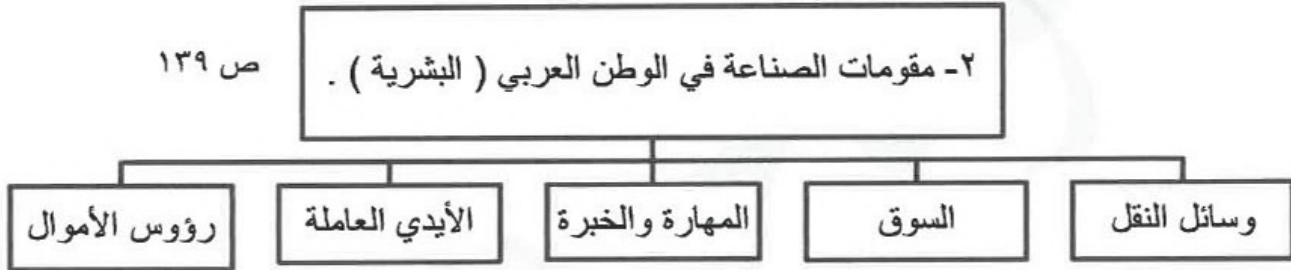 ٢- مقومات الصناعة في الوطن العربي ( البشرية ) .
ص ١٣٩
وسائل النقل
السوق
المهارة والخبرة
الأيدي العاملة
رؤوس الأموال